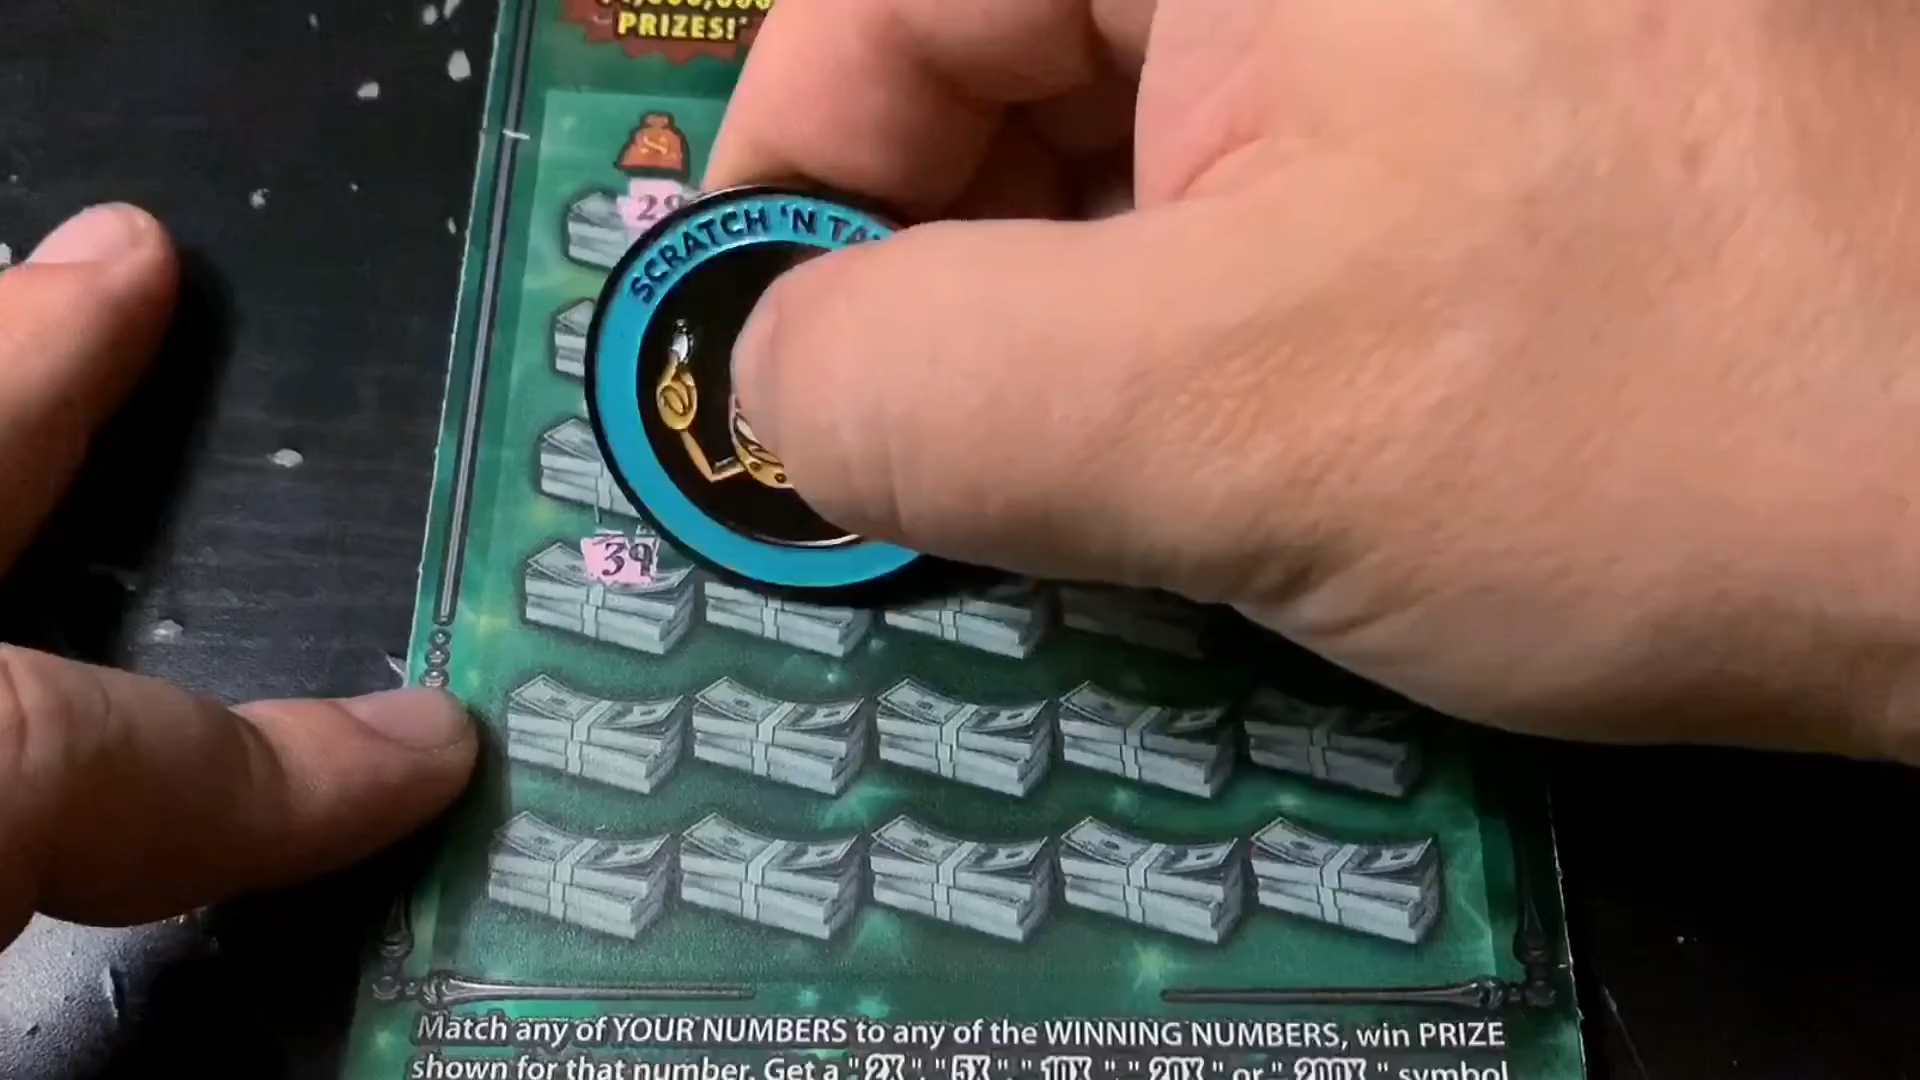 PRIZES!*
29
SCRATCH 'N
39
Match any of YOUR NUMBERS to any of the WINNING NUMBERS, win PRIZE
shown for that number. Get a "2X", "5X", "10X", "20X" or "200X" symbol